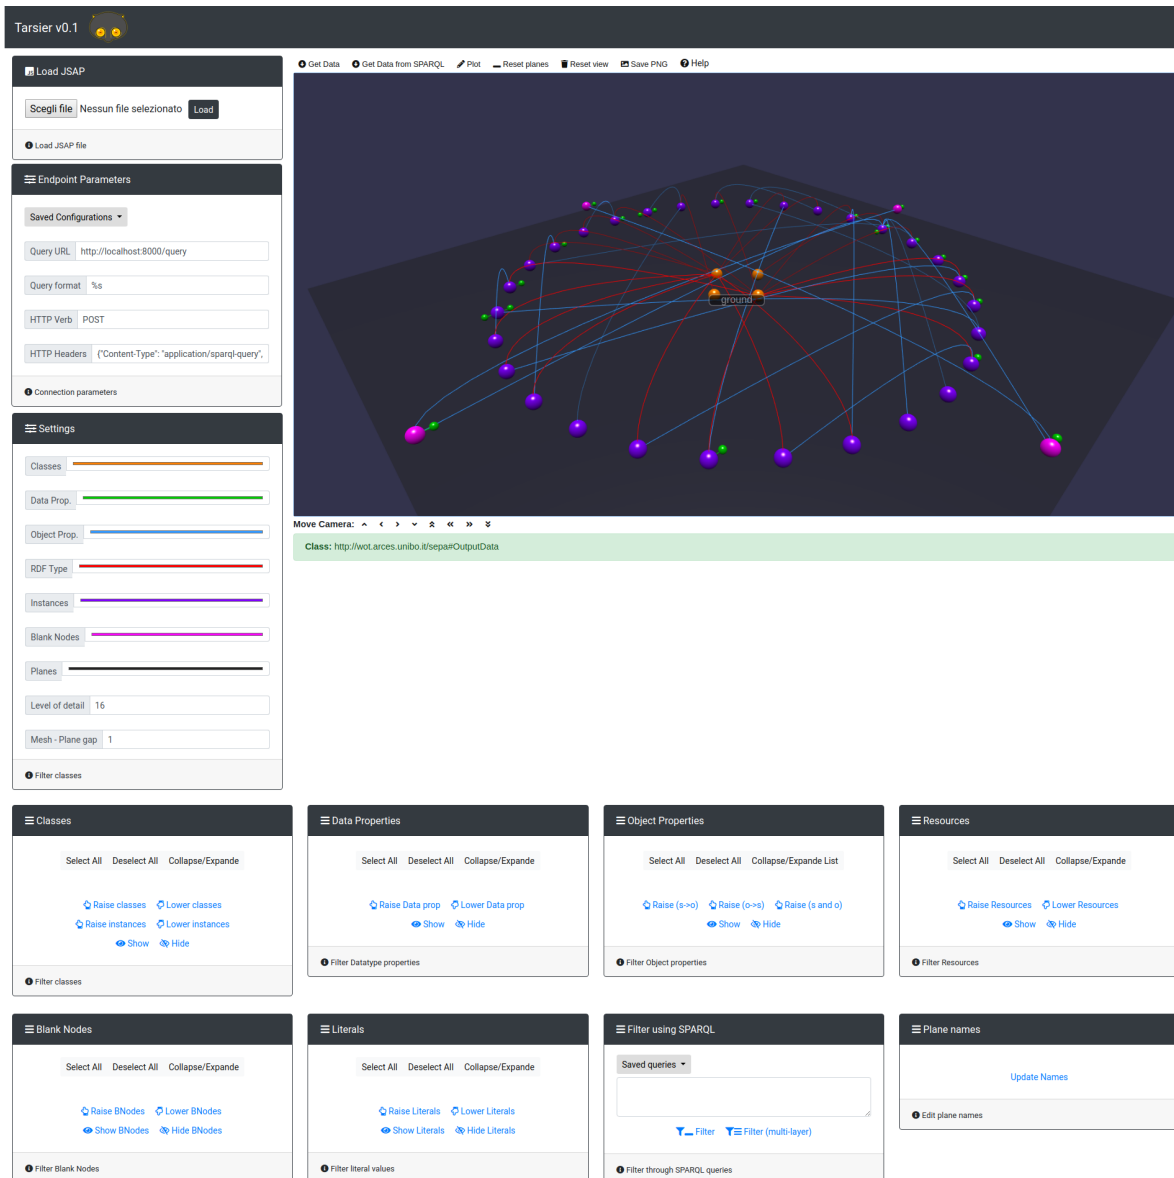 Tarsier v0.1
Load JSAP
Scegli file Nessun file selezionato Load
Load JSAP file
Endpoint Parameters
Saved Configurations
Query URL http://localhost:8000/query
Query format %s
HTTP Verb POST
HTTP Headers {"Content-Type": "application/sparql-query",
Connection parameters
Settings
Classes
Data Prop.
Object Prop.
RDF Type
Instances
Blank Nodes
Planes
Level of detail 16
Mesh - Plane gap 1
Filter classes
Get Data Get Data from SPARQL Plot Reset planes Reset view Save PNG Help
ground
Move Camera:
Class: http://wot.arces.unibo.it/sepa#OutputData
Classes
Select All Deselect All Collapse/Expande
Raise classes Lower classes
Raise instances Lower instances
Show Hide
Filter classes
Data Properties
Select All Deselect All Collapse/Expande
Raise Data prop Lower Data prop
Show Hide
Filter Datatype properties
Object Properties
Select All Deselect All Collapse/Expande List
Raise (s->o) Raise (o->s) Raise (s and o)
Show Hide
Filter Object properties
Resources
Select All Deselect All Collapse/Expande
Raise Resources Lower Resources
Show Hide
Filter Resources
Blank Nodes
Select All Deselect All Collapse/Expande
Raise BNodes Lower BNodes
Show BNodes Hide BNodes
Filter Blank Nodes
Literals
Select All Deselect All Collapse/Expande
Raise Literals Lower Literals
Show Literals Hide Literals
Filter literal values
Filter using SPARQL
Saved queries
Filter Filter (multi-layer)
Filter through SPARQL queries
Plane names
Update Names
Edit plane names